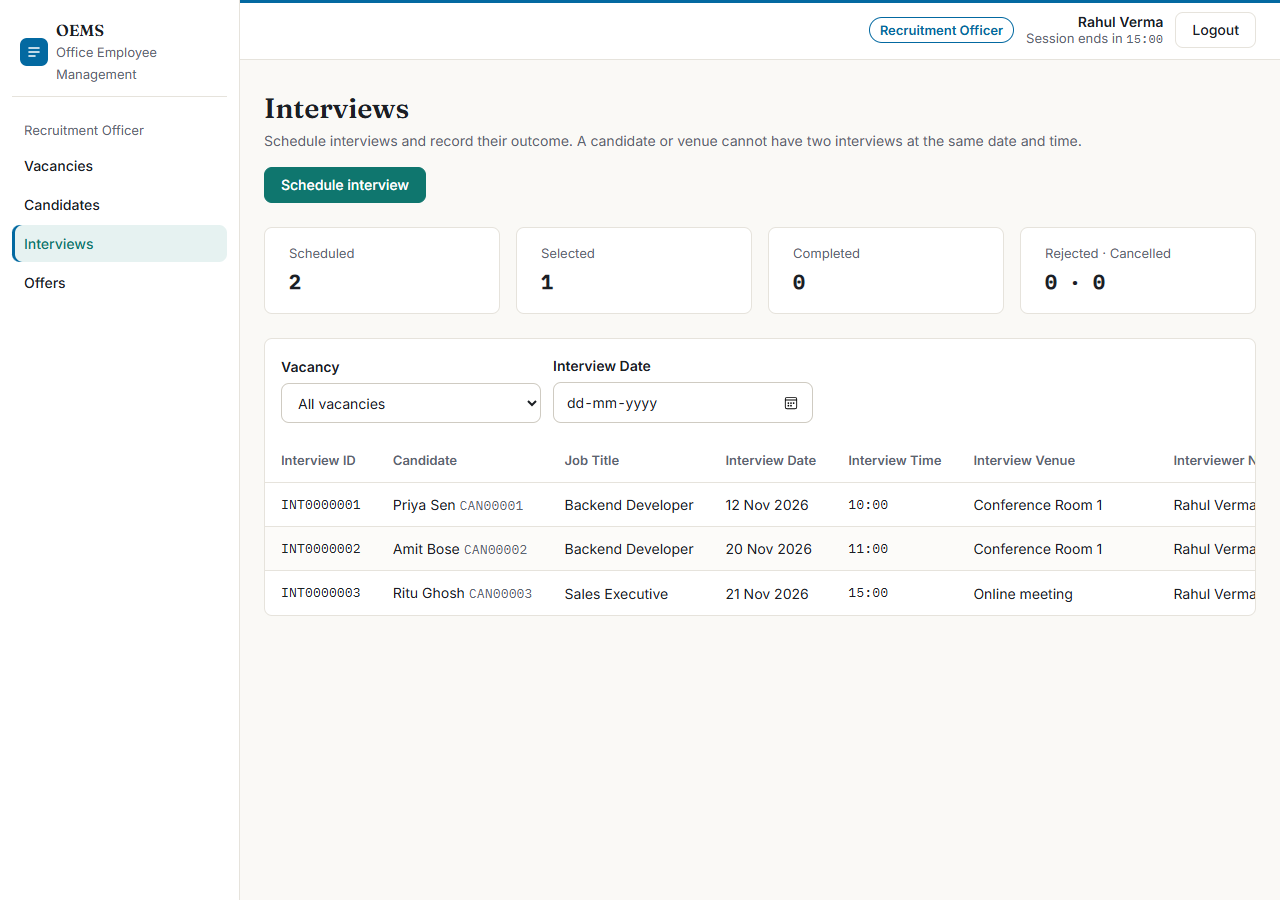 OEMS
Office Employee
Management
Recruitment Officer
Vacancies
Candidates
Interviews
Offers
Recruitment Officer
Rahul Verma
Session ends in 15:00
Logout
Interviews
Schedule interviews and record their outcome. A candidate or venue cannot have two interviews at the same date and time.
Schedule interview
Scheduled
2
Selected
1
Completed
0
Rejected · Cancelled
0 · 0
Vacancy
All vacancies
Interview Date
dd-mm-yyyy
Interview ID Candidate Job Title Interview Date Interview Time Interview Venue Interviewer N
INT0000001 Priya Sen CAN00001 Backend Developer 12 Nov 2026 10:00 Conference Room 1 Rahul Verma
INT0000002 Amit Bose CAN00002 Backend Developer 20 Nov 2026 11:00 Conference Room 1 Rahul Verma
INT0000003 Ritu Ghosh CAN00003 Sales Executive 21 Nov 2026 15:00 Online meeting Rahul Verma